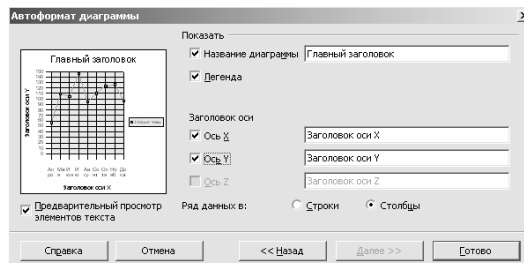 Автоформат диаграммы
Показать
Название диаграммы
Главный заголовок
Легенда
Заголовок оси
Ось X
Заголовок оси X
Ось Y
Заголовок оси Y
Ось Z
Заголовок оси Z
Ряд данных в:
Строки
Столбцы
Главный заголовок
Заголовок оси Y
Заголовок оси X
Предварительный просмотр
элементов текста
Справка
Отмена
<< Назад
Далее >>
Готово